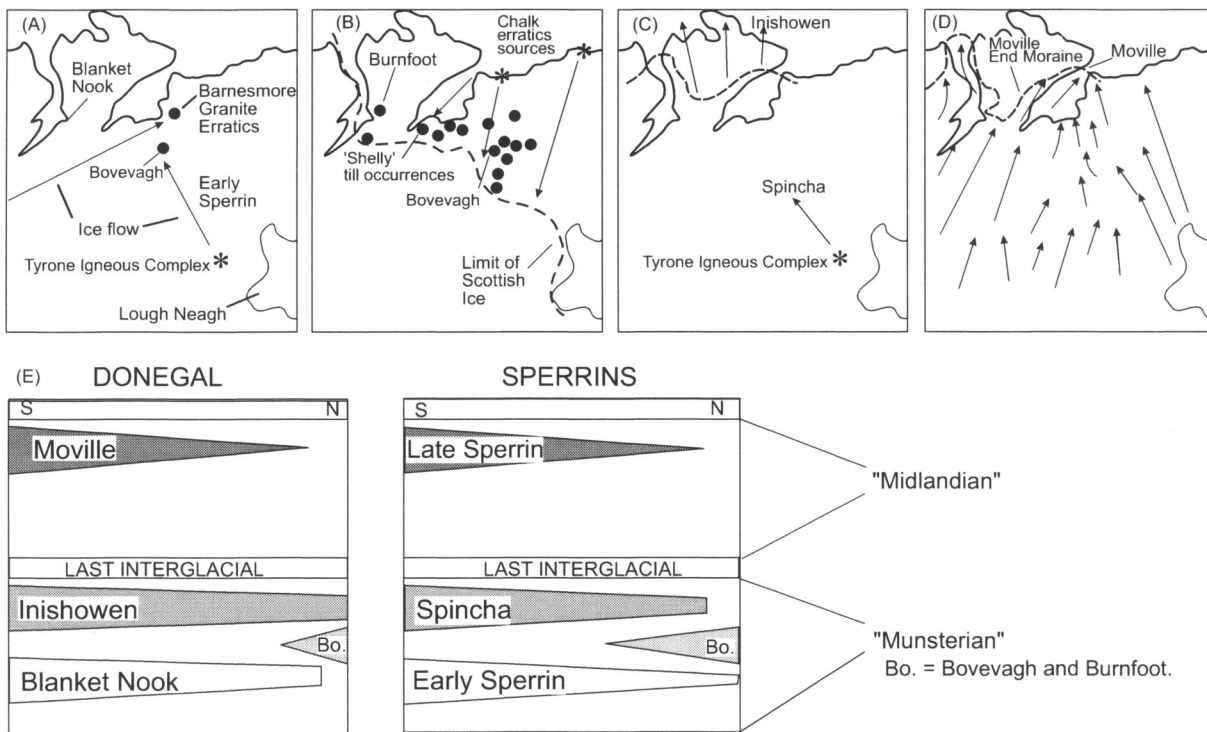 (A)
Blanket
Nook
Barnesmore
Granite
Erratics
Bovevagh
Early
Sperrin
Ice flow
Tyrone Igneous Complex *
Lough Neagh
(B)
Chalk
erratics
sources
*
*
Burnfoot
'Shelly'
till occurrences
Bovevagh
Limit of
Scottish
Ice
(C)
Inishowen
Spincha
Tyrone Igneous Complex *
(D)
Moville
End Moraine
Moville
(E)
DONEGAL
S N
Moville
LAST INTERGLACIAL
Inishowen
Bo.
Blanket Nook
SPERRINS
S N
Late Sperrin
LAST INTERGLACIAL
Spincha
Bo.
Early Sperrin
"Midlandian"
"Munsterian"
Bo. = Bovevagh and Burnfoot.